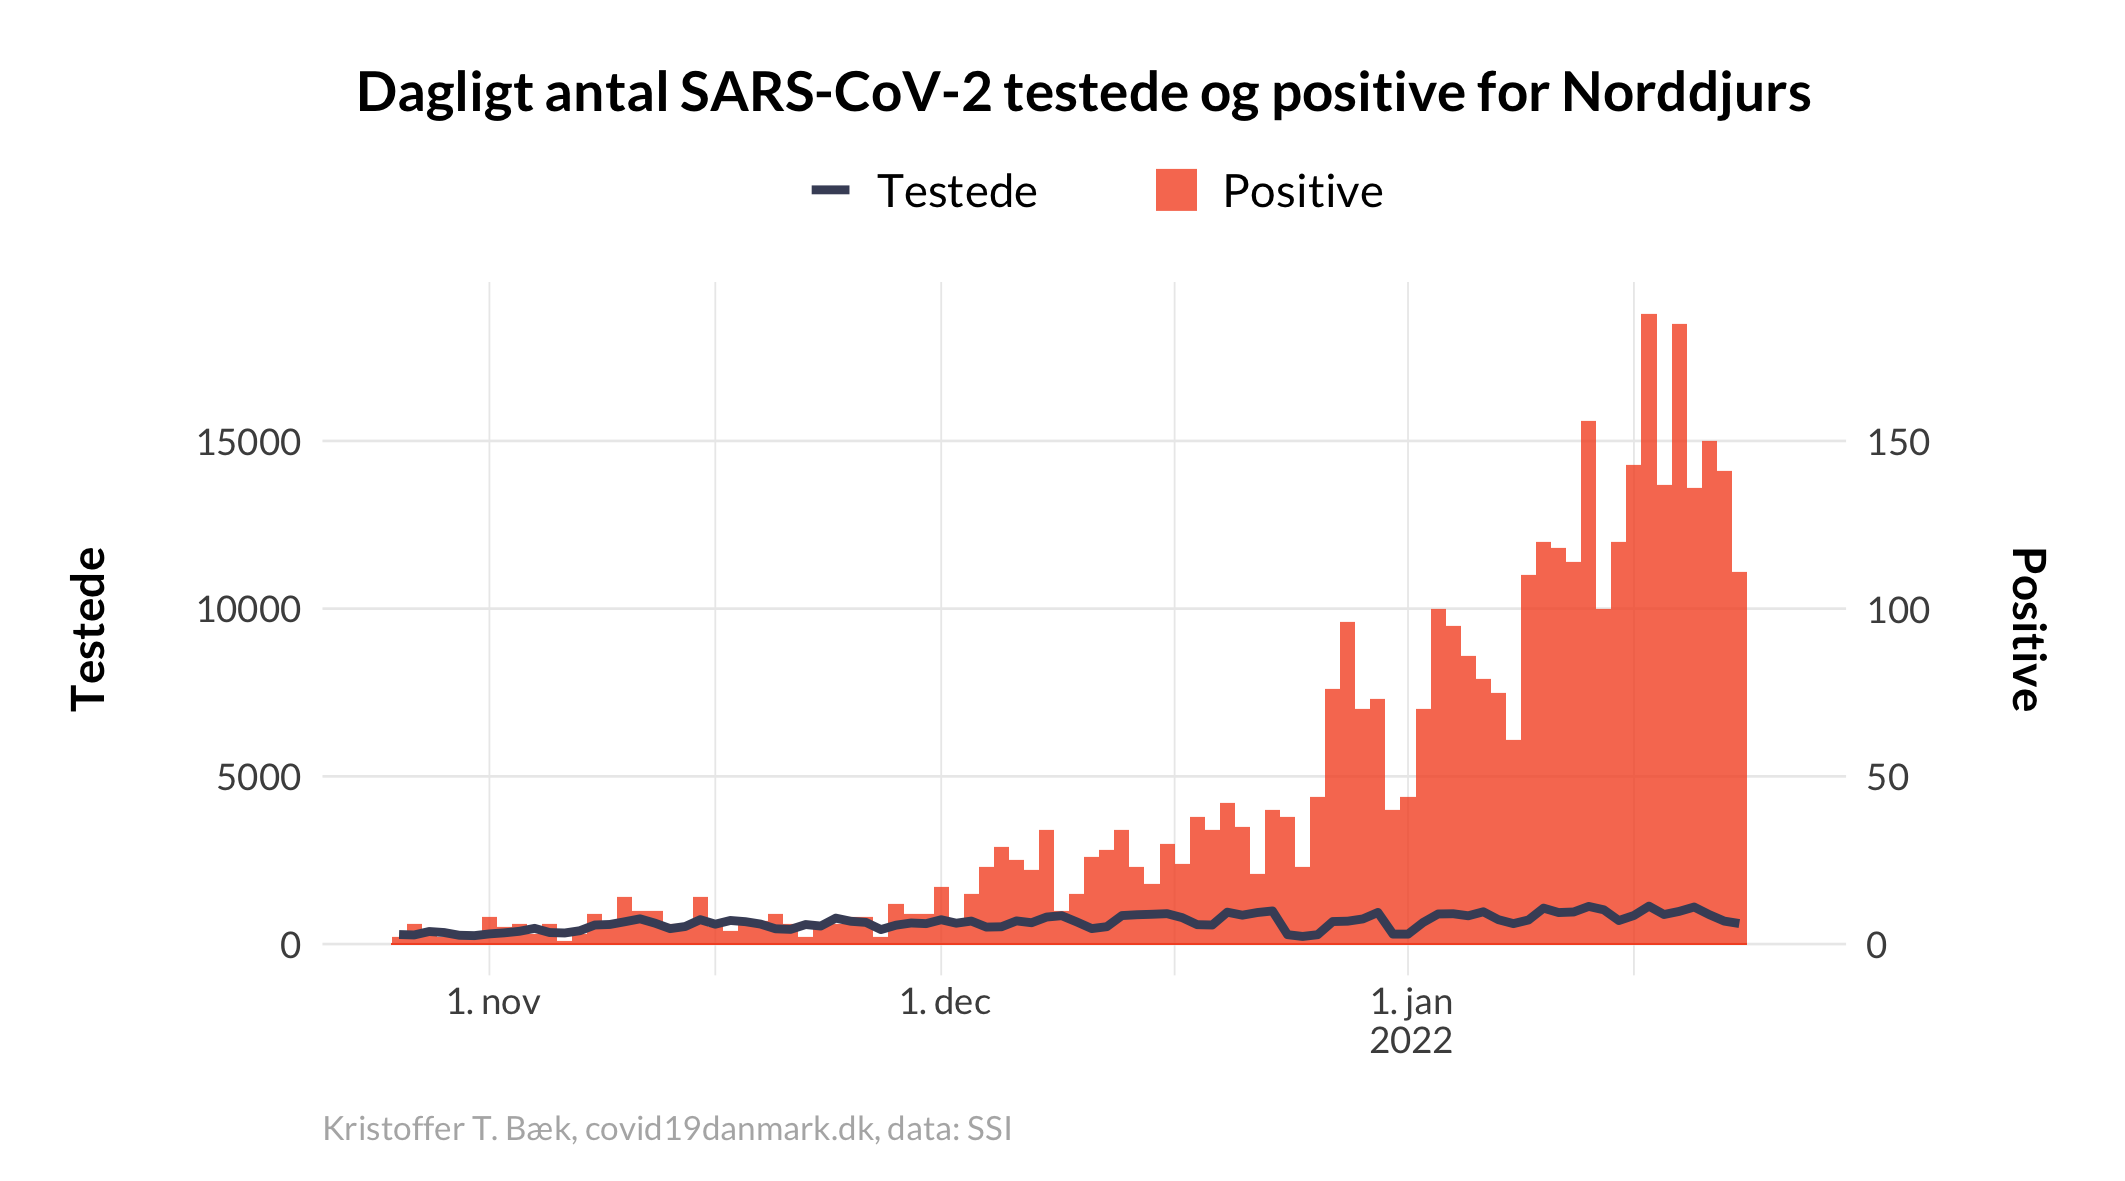 Dagligt antal SARS-CoV-2 testede og positive for Norddjurs
Testede
Positive
15000
10000
5000
0
Testede
150
100
50
0
Positive
1. nov
1. dec
1. jan
2022
Kristoffer T. Bæk, covid19danmark.dk, data: SSI